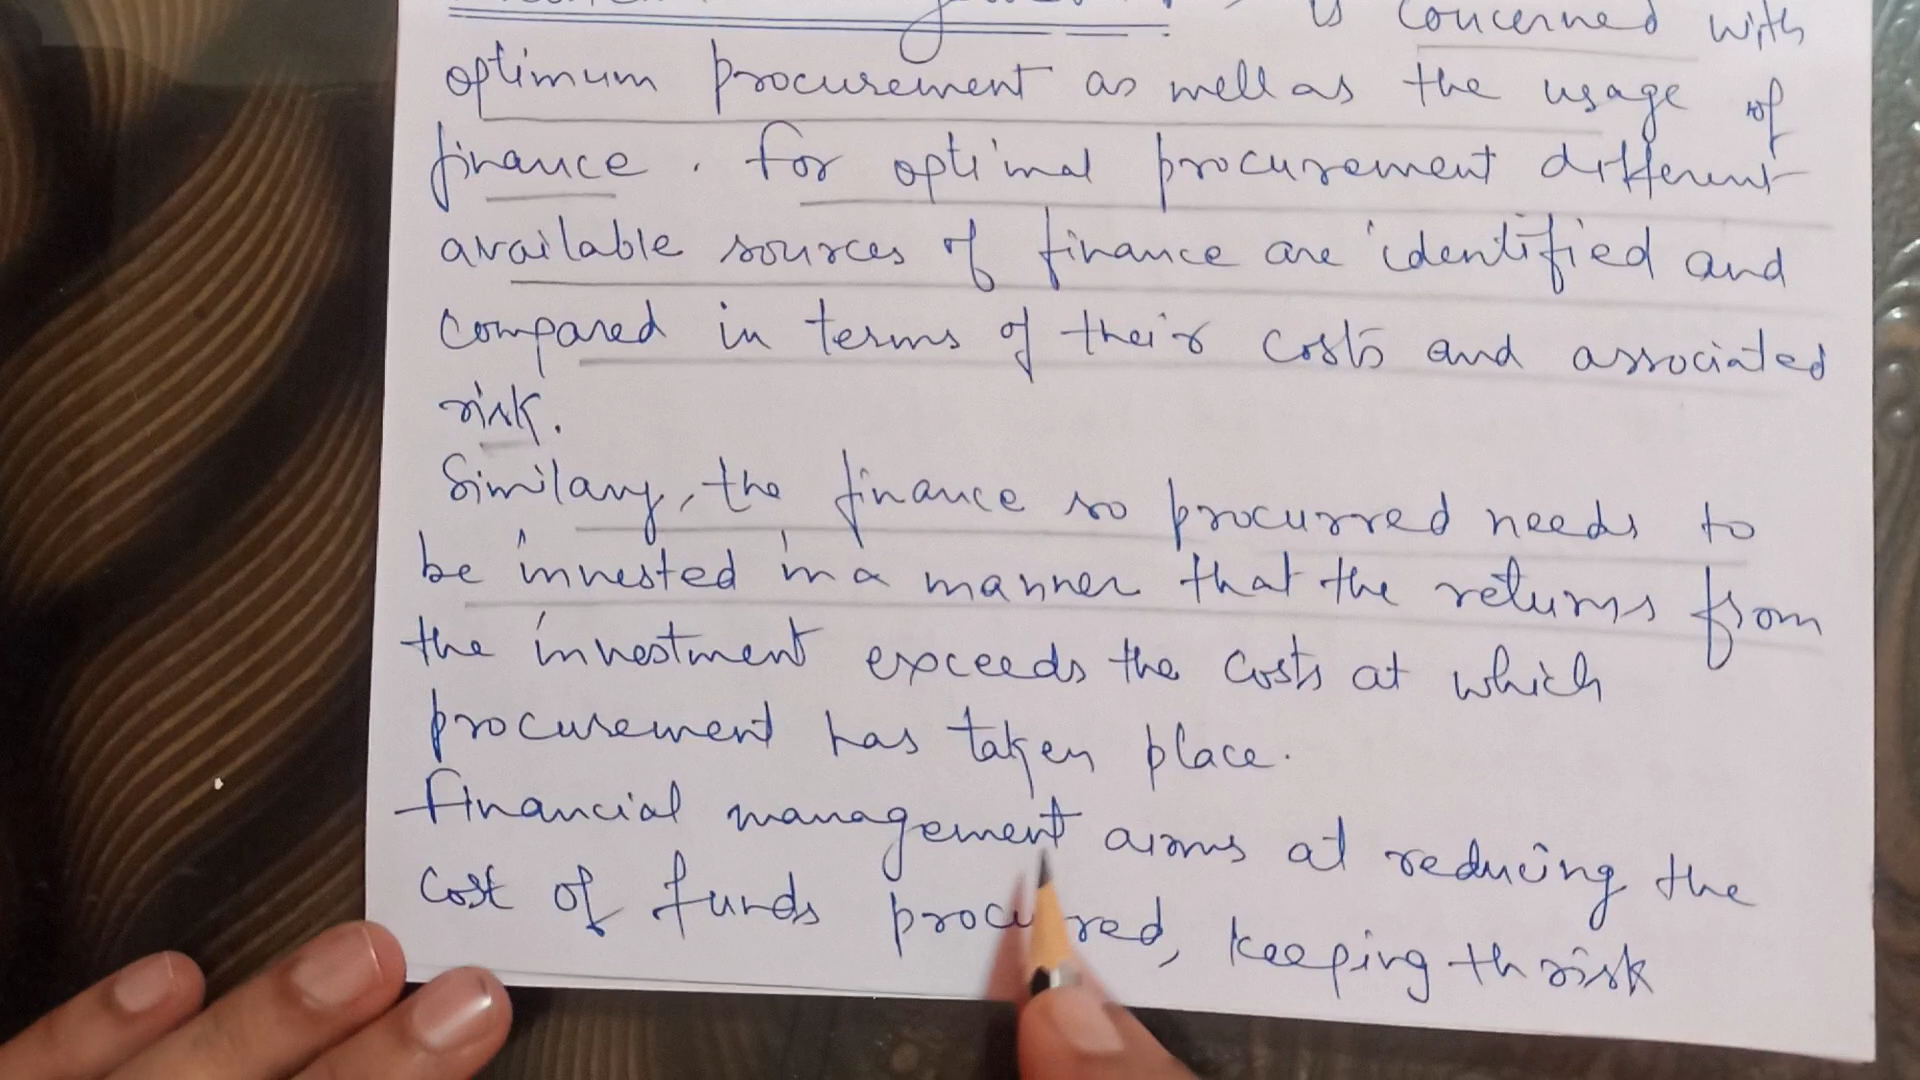 is concerned with
optimum procurement as well as the usage of
finance. For optimal procurement different
available sources of finance are identified and
compared in terms of their costs and associated
risk.
Similary, the finance so procurred needs to
be invested in a manner that the returns from
the investment exceeds the costs at which
procurement has taken place.
Financial management aims at reducing the
cost of funds procured, keeping th risk